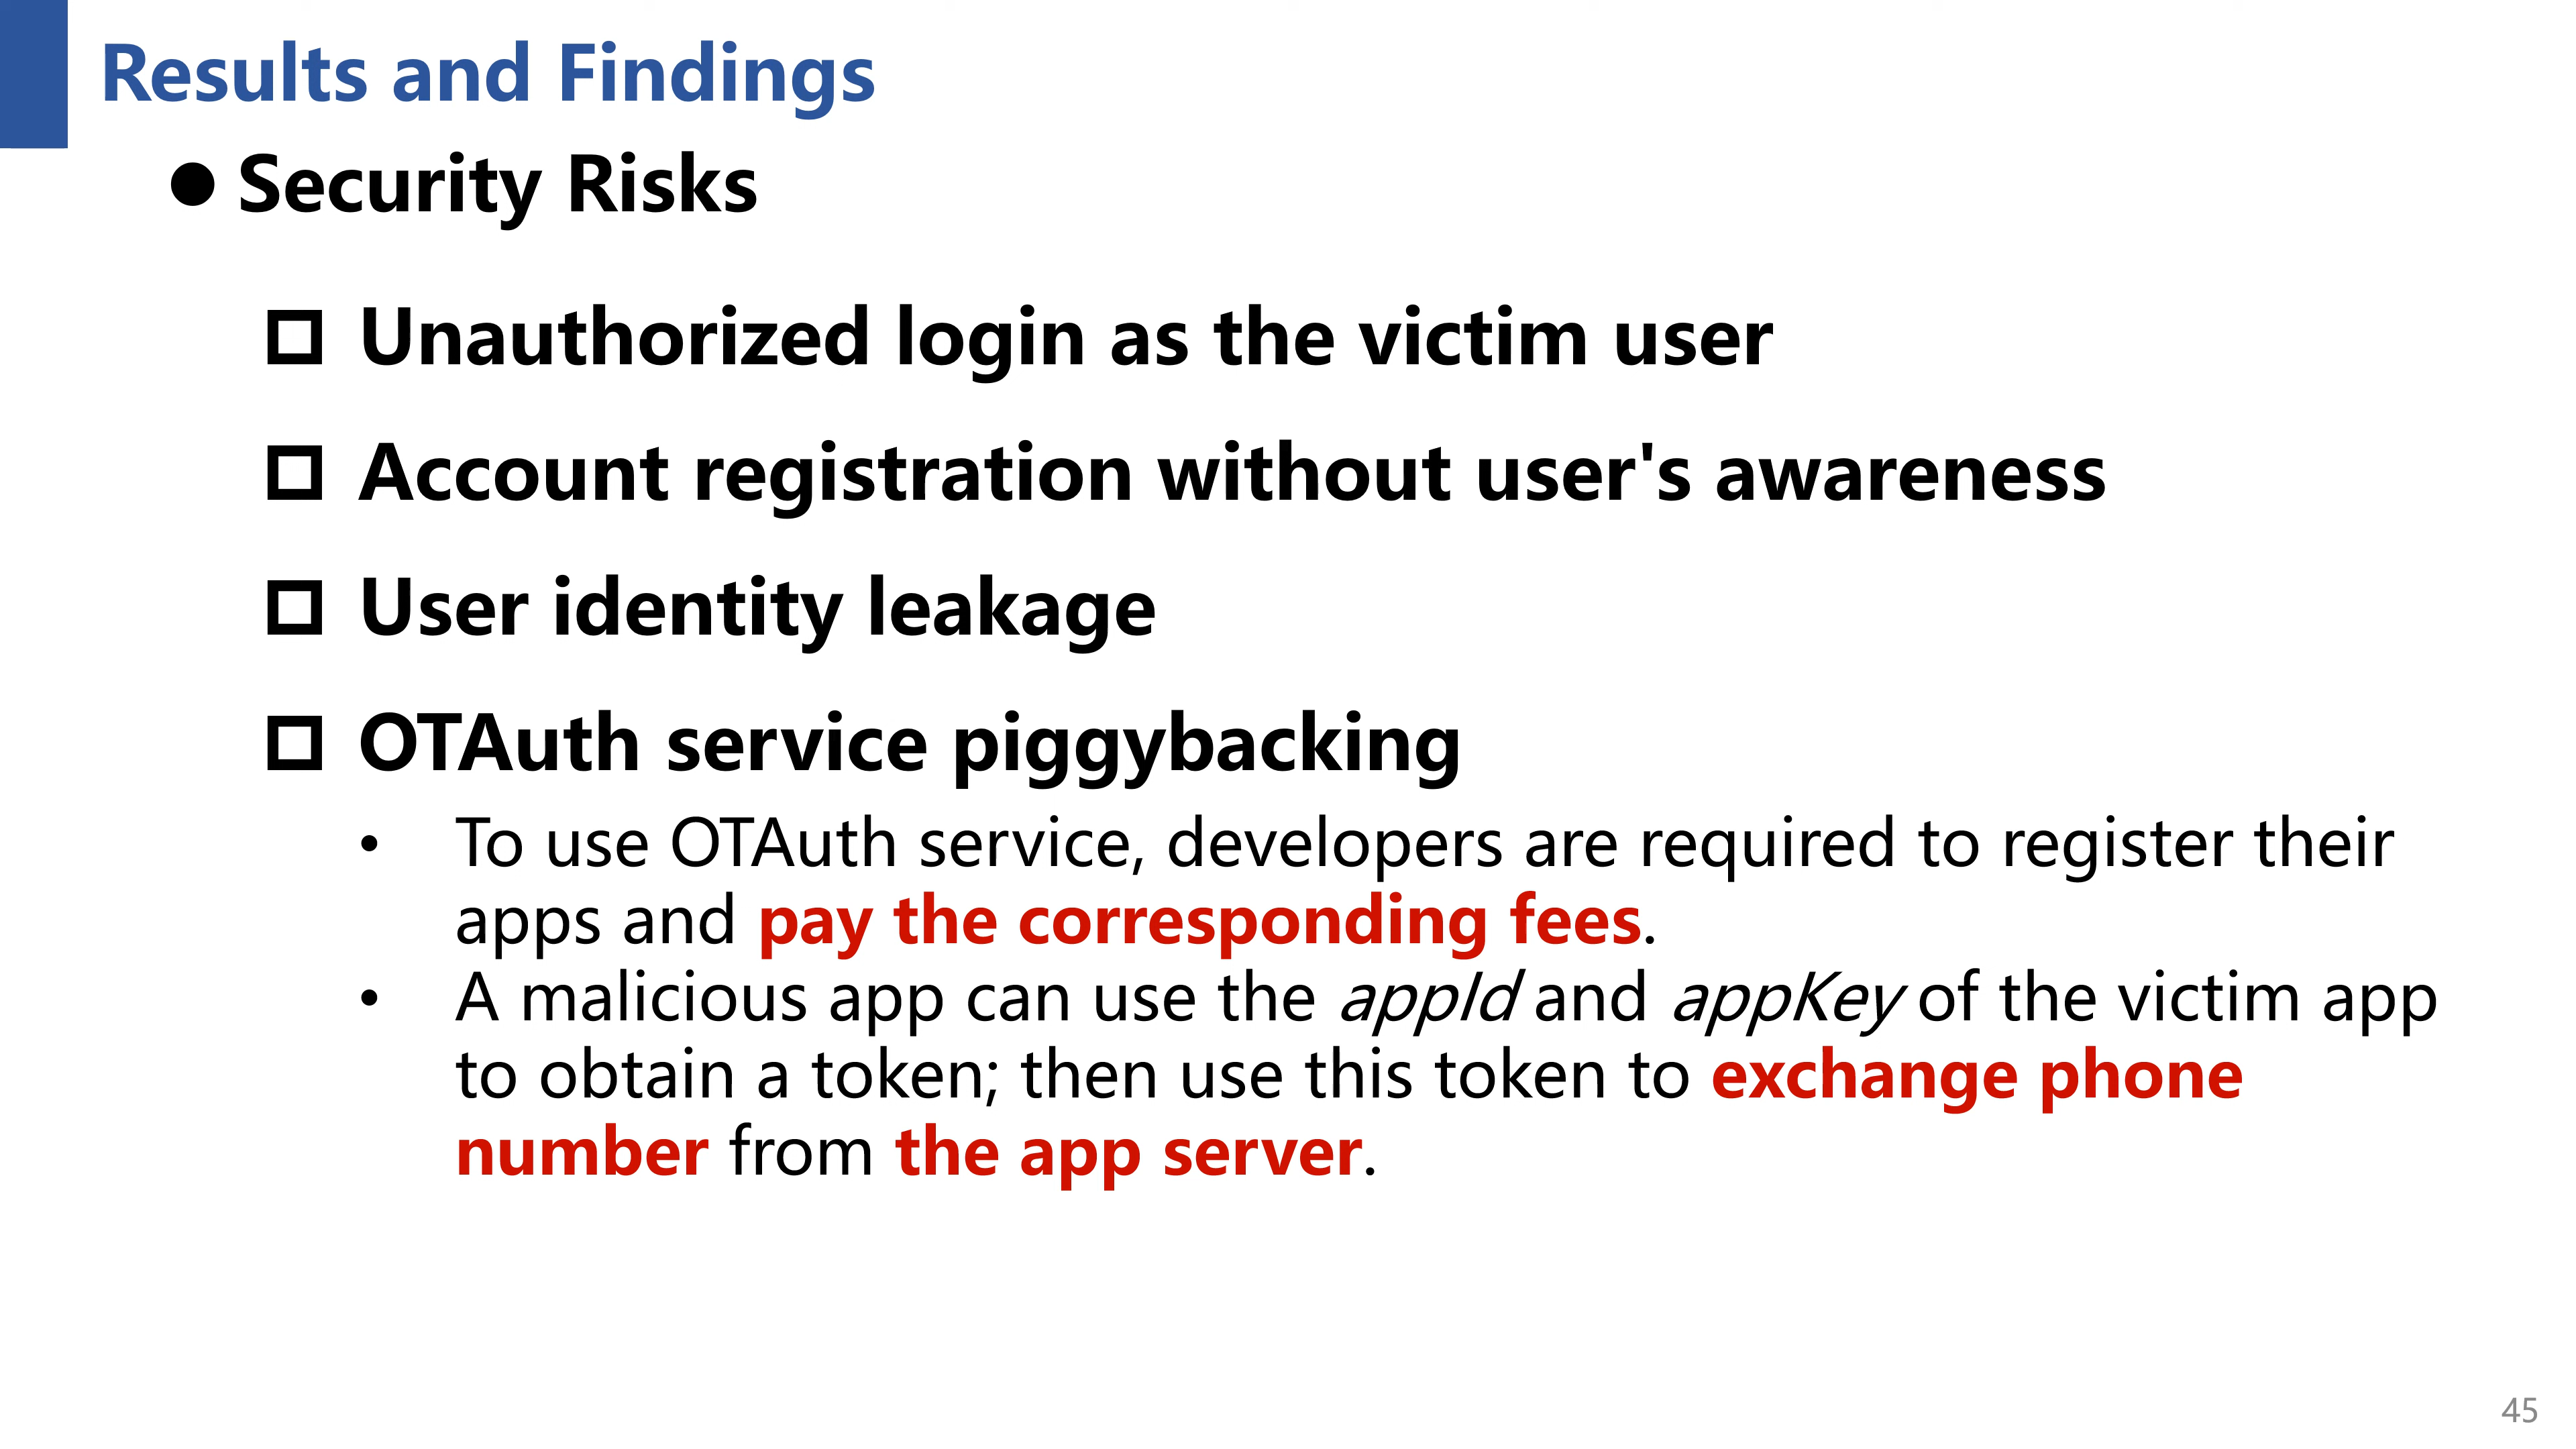 Results and Findings
● Security Risks
Unauthorized login as the victim user
Account registration without user's awareness
User identity leakage
OTAuth service piggybacking
• To use OTAuth service, developers are required to register their
apps and pay the corresponding fees.
• A malicious app can use the appId and appKey of the victim app
to obtain a token; then use this token to exchange phone
number from the app server.
45